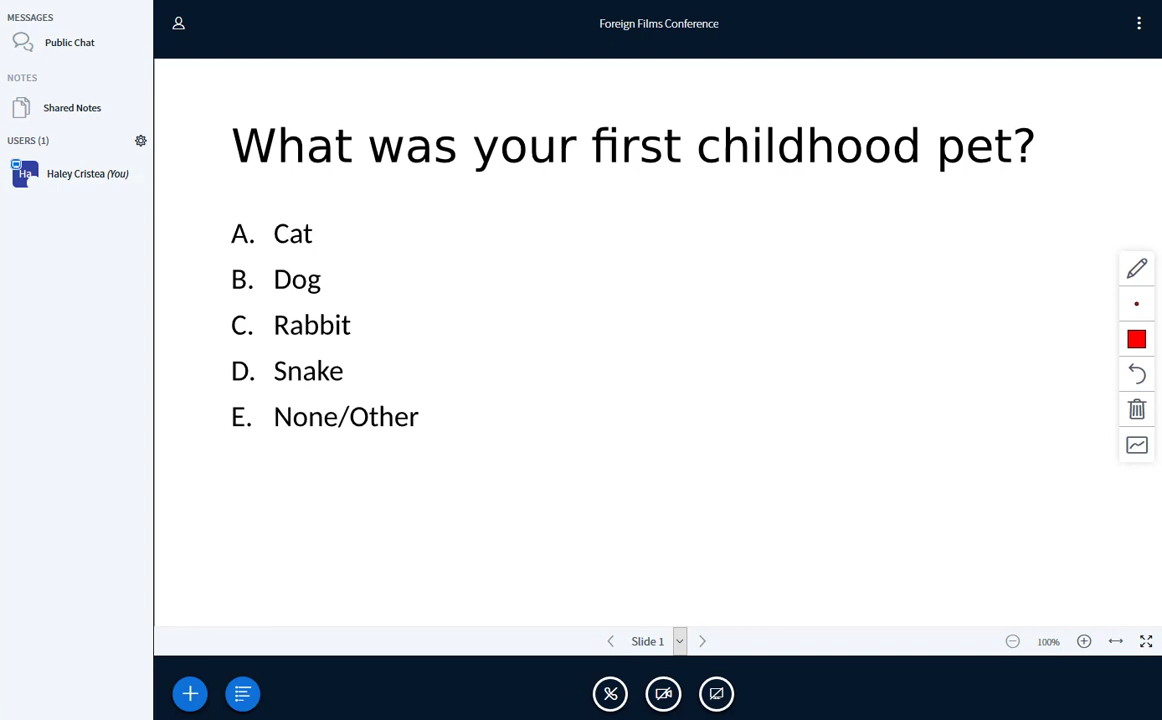 MESSAGES
Public Chat
NOTES
Shared Notes
USERS (1)
Ha
Haley Cristea (You)
Foreign Films Conference
What was your first childhood pet?
A. Cat
B. Dog
C. Rabbit
D. Snake
E. None/Other
Slide 1
100%